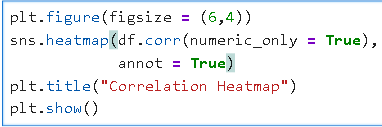 plt.figure(figsize = (6,4))
sns.heatmap(df.corr(numeric_only = True),
annot = True)
plt.title("Correlation Heatmap")
plt.show()